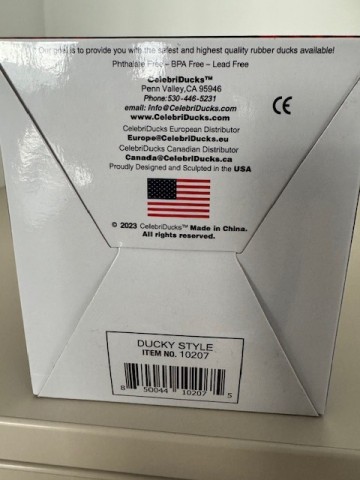 Our goal is to provide you with the safest and highest quality rubber ducks available!
Phthalate Free – BPA Free – Lead Free
CelebriDucks™
Penn Valley, CA 95946
Phone: 530-446-5231
email: Info@CelebriDucks.com
www.CelebriDucks.com
CE
CelebriDucks European Distributor
Europe@CelebriDucks.eu
CelebriDucks Canadian Distributor
Canada@CelebriDucks.ca
Proudly Designed and Sculpted in the USA
© 2023 CelebriDucks™ Made in China.
All rights reserved.
DUCKY STYLE
ITEM NO. 10207
8 50044 10207 5